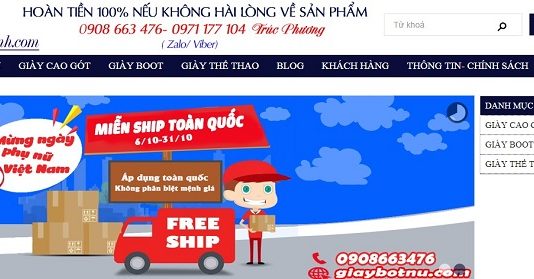 HOÀN TIỀN 100% NẾU KHÔNG HÀI LÒNG VỀ SẢN PHẨM
0908 663 476- 0971 177 104 Trúc Phương
( Zalo/ Viber)
nh.com
Từ khoá
GIÀY CAO GÓT GIÀY BOOT GIÀY THỂ THAO BLOG KHÁCH HÀNG THÔNG TIN- CHÍNH SÁCH
MIỄN SHIP TOÀN QUỐC
6/10-31/10
Mừng ngày
Phụ nữ
Việt Nam
Áp dụng toàn quốc
Không phân biệt mệnh giá
FREE
SHIP
0908663476
giaybotnu.com
DANH MỤC
GIÀY CAO G
GIÀY BOOT
GIÀY THỂ T